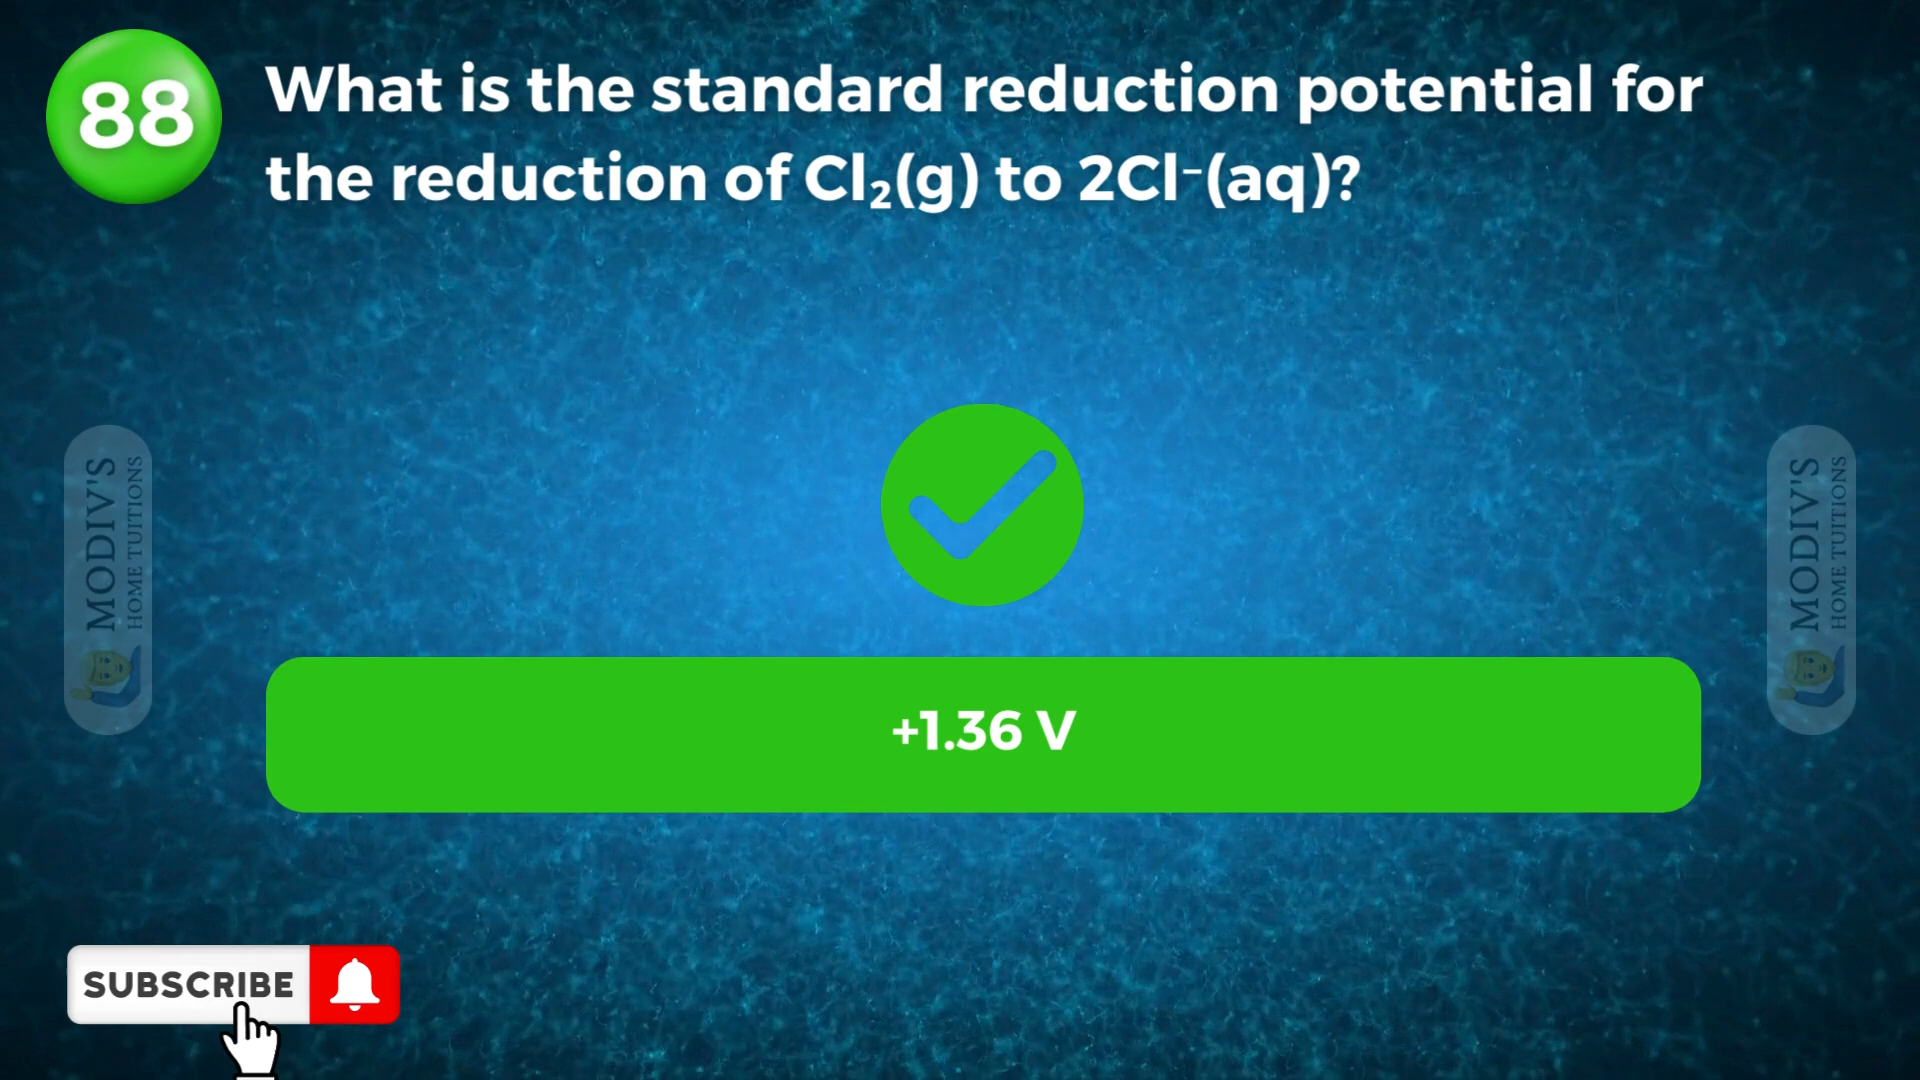 88
What is the standard reduction potential for
the reduction of Cl₂(g) to 2Cl⁻(aq)?
MODIV'S
HOME TUITIONS
MODIV'S
HOME TUITIONS
+1.36 V
SUBSCRIBE